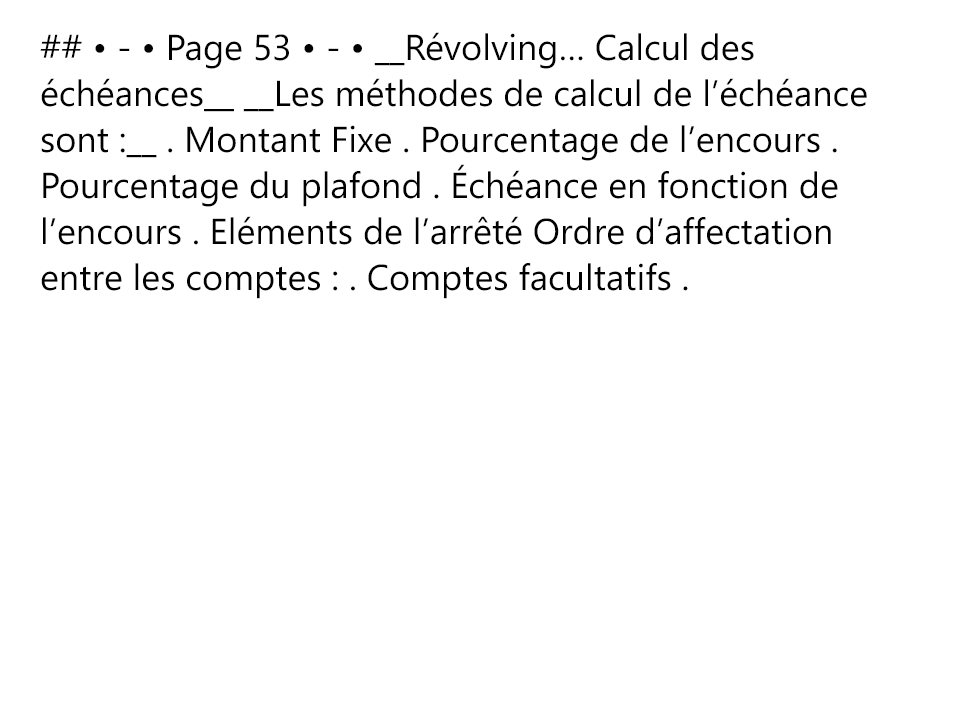 ## • - • Page 53 • - • __Révolving… Calcul des
échéances__ __Les méthodes de calcul de l’échéance
sont :__ . Montant Fixe . Pourcentage de l’encours .
Pourcentage du plafond . Échéance en fonction de
l’encours . Eléments de l’arrêté Ordre d’affectation
entre les comptes : . Comptes facultatifs .